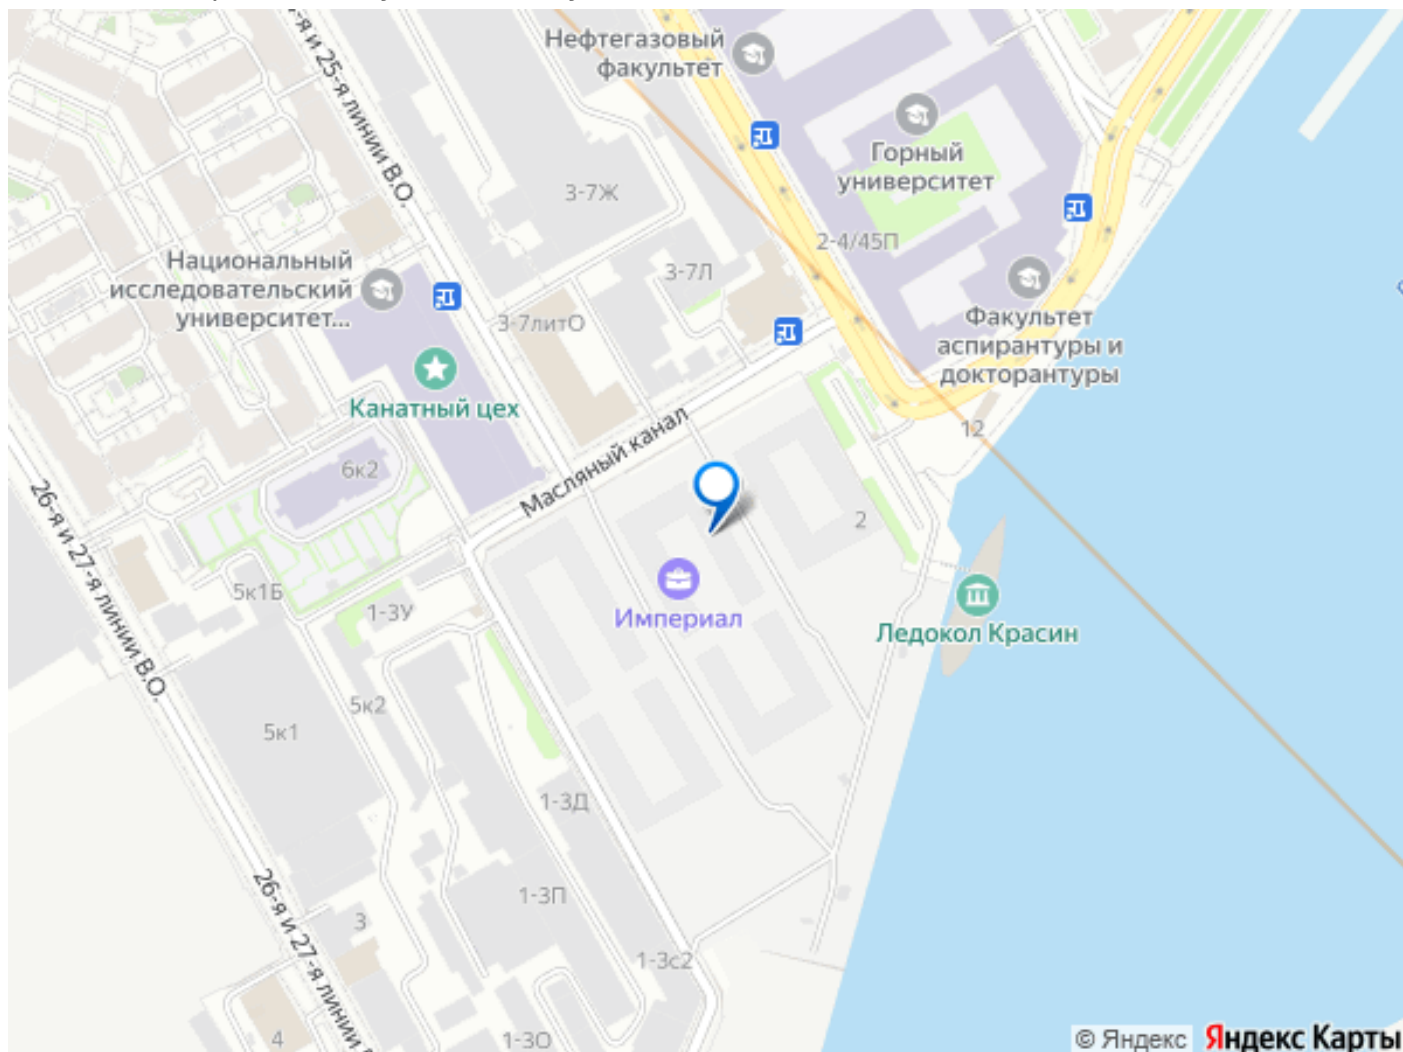 Нефтегазовый
факультет
-я и 25-я линии В.О.
Горный
университет
3-7Ж
2-4/45П
Национальный
исследовательский
университет...
3-7Л
3-7литО
Факультет
аспирантуры и
докторантуры
Канатный цех
Масляный канал
12
6к2
26-я и 27-я линии В.О.
2
5к1Б
1-3У
Империал
Ледокол Красин
5к2
5к1
1-3Д
1-3П
26-я и 27-я линии
3
1-3с2
4
1-3О
© Яндекс Яндекс Карты